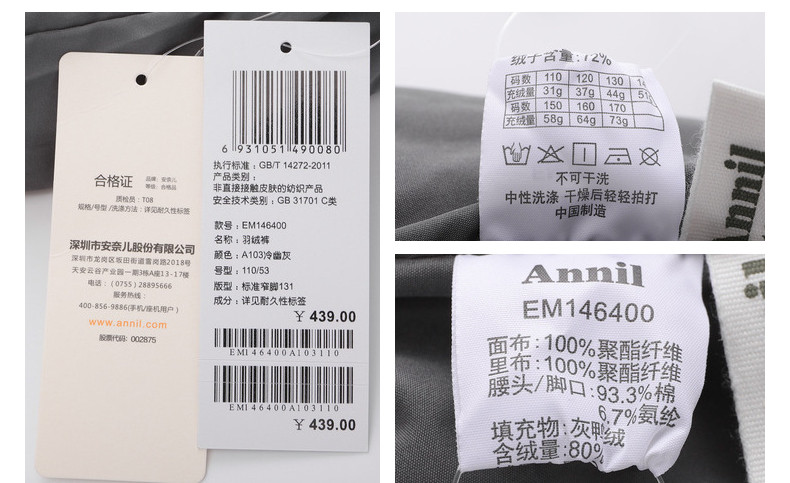 合格证
品牌：安奈儿
等级：合格品
质检员：T08
规格/号型 /洗涤方法：详见耐久性标签
深圳市安奈儿股份有限公司
深圳市龙岗区坂田街道雪岗路2018号
天安云谷产业园一期3栋A座13-17楼
电话：（0755）28895666
服务热线：
400-856-9886(手机/座机用户)
www.annil.com
股票代码：002875
6 931051 490080
执行标准：GB/T 14272-2011
产品类别：
非直接接触皮肤的纺织产品
安全技术类别：GB 31701 C类
款号：EM146400
名称：羽绒裤
颜色：A103冷幽灰
号型：110/53
版型：标准窄脚131
成分：详见耐久性标签
￥ 439.00
EM146400A103110
EM146400A103110
￥ 439.00
绒子含量：72%
码数 110 120 130
充绒量 31g 37g 44g
码数 150 160 170
充绒量 58g 64g 73g
不可干洗
中性洗涤 干燥后轻轻拍打
中国制造
Annil
Annil
EM146400
面布：100%聚酯纤维
里布：100%聚酯纤维
腰头/脚口：93.3%棉
6.7%氨纶
填充物：灰鸭绒
含绒量：80%